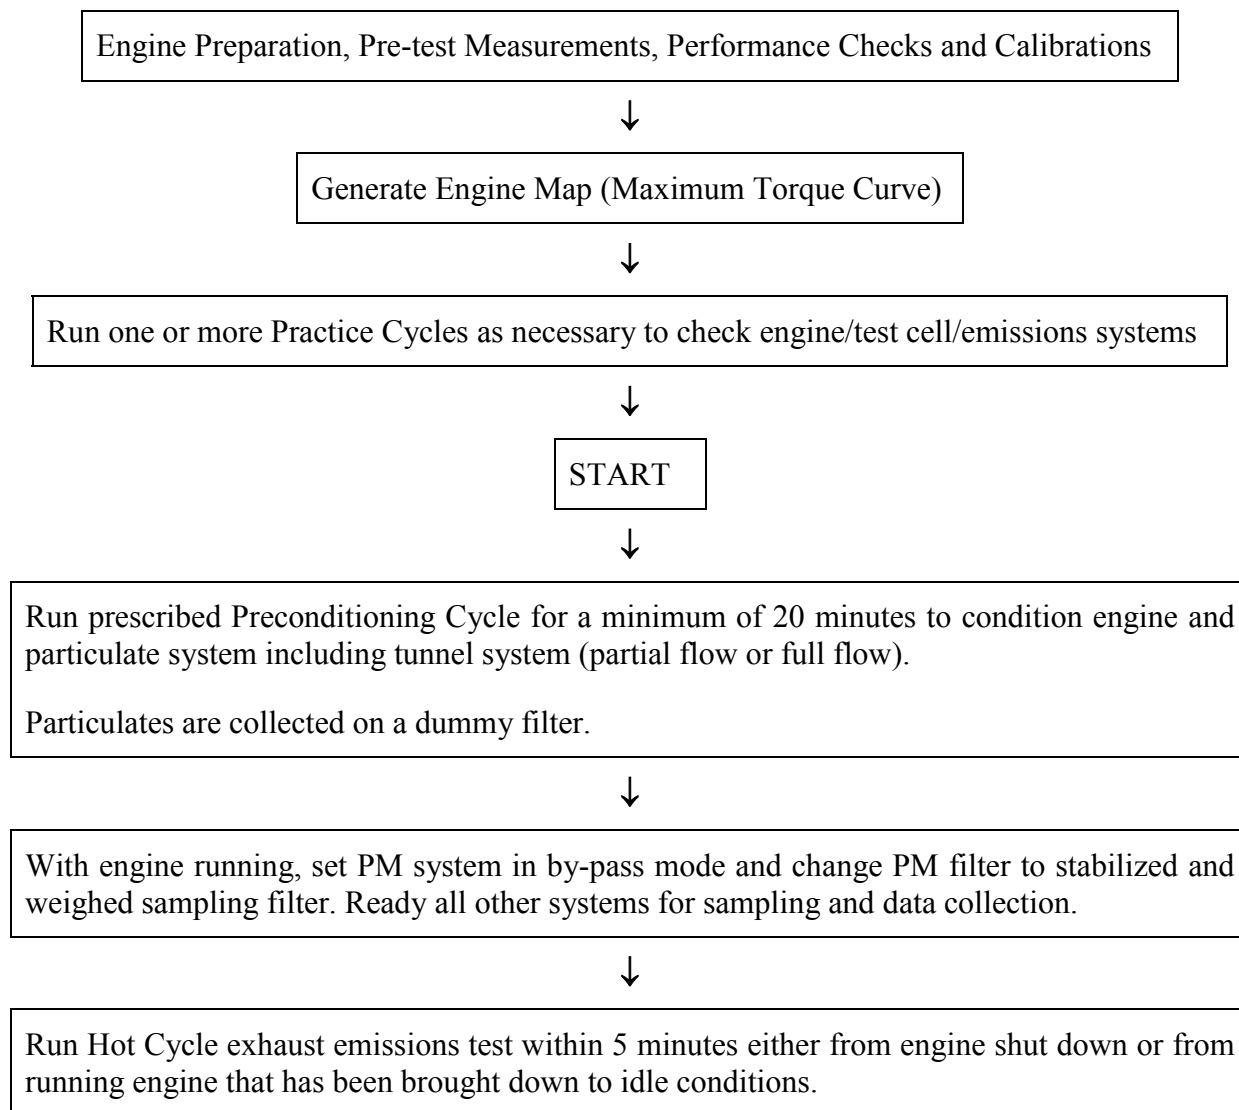 Engine Preparation, Pre-test Measurements, Performance Checks and Calibrations
Generate Engine Map (Maximum Torque Curve)
Run one or more Practice Cycles as necessary to check engine/test cell/emissions systems
START
Run prescribed Preconditioning Cycle for a minimum of 20 minutes to condition engine and
particulate system including tunnel system (partial flow or full flow).
Particulates are collected on a dummy filter.
With engine running, set PM system in by-pass mode and change PM filter to stabilized and
weighed sampling filter. Ready all other systems for sampling and data collection.
Run Hot Cycle exhaust emissions test within 5 minutes either from engine shut down or from
running engine that has been brought down to idle conditions.